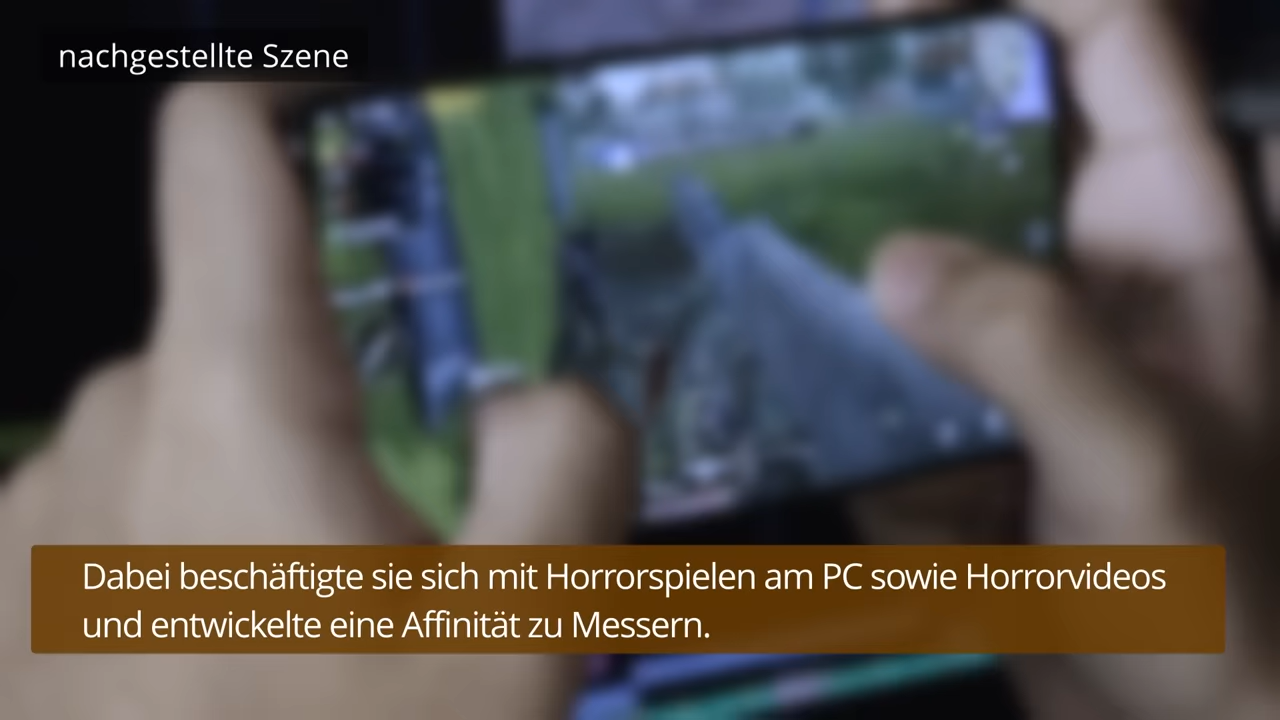 nachgestellte Szene
Dabei beschäftigte sie sich mit Horrorspielen am PC sowie Horrorvideos
und entwickelte eine Affinität zu Messern.